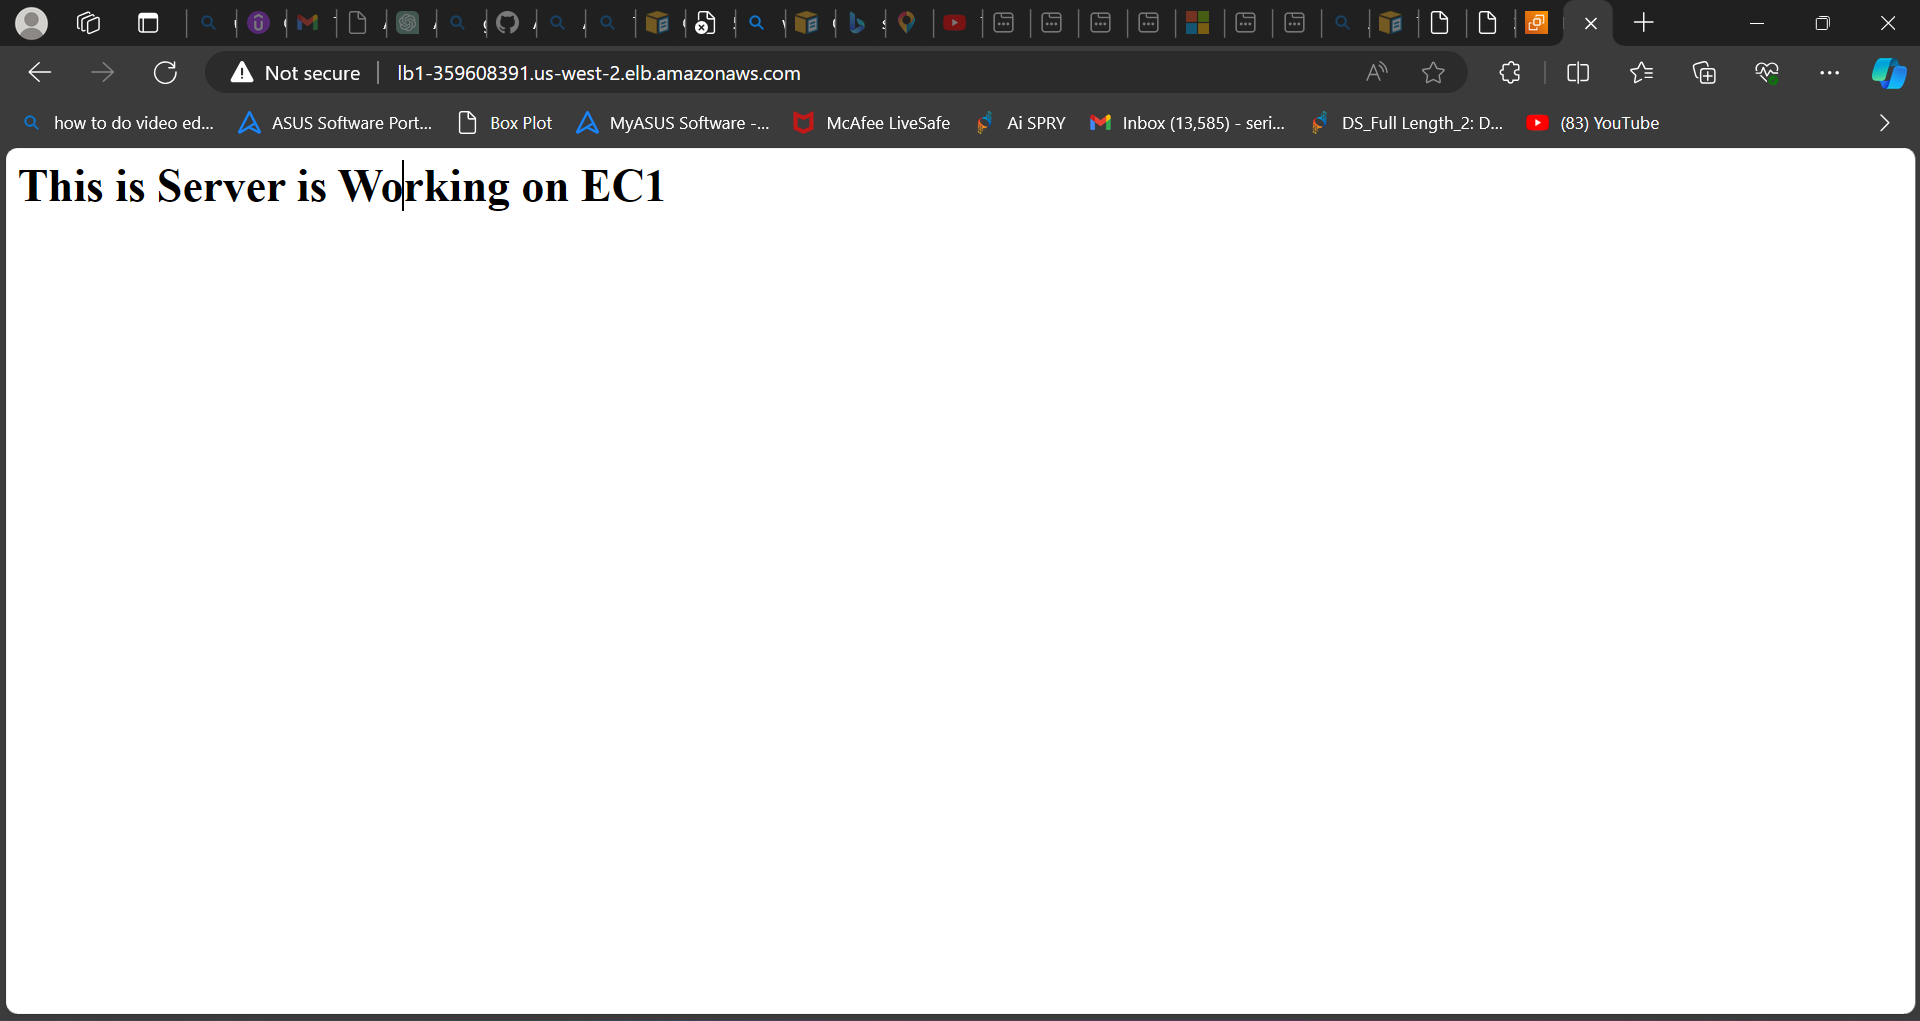 Not secure
lb1-359608391.us-west-2.elb.amazonaws.com
how to do video ed...
ASUS Software Port...
Box Plot
MyASUS Software -...
McAfee LiveSafe
Ai SPRY
Inbox (13,585) - seri...
DS_Full Length_2: D...
(83) YouTube
This is Server is Working on EC1